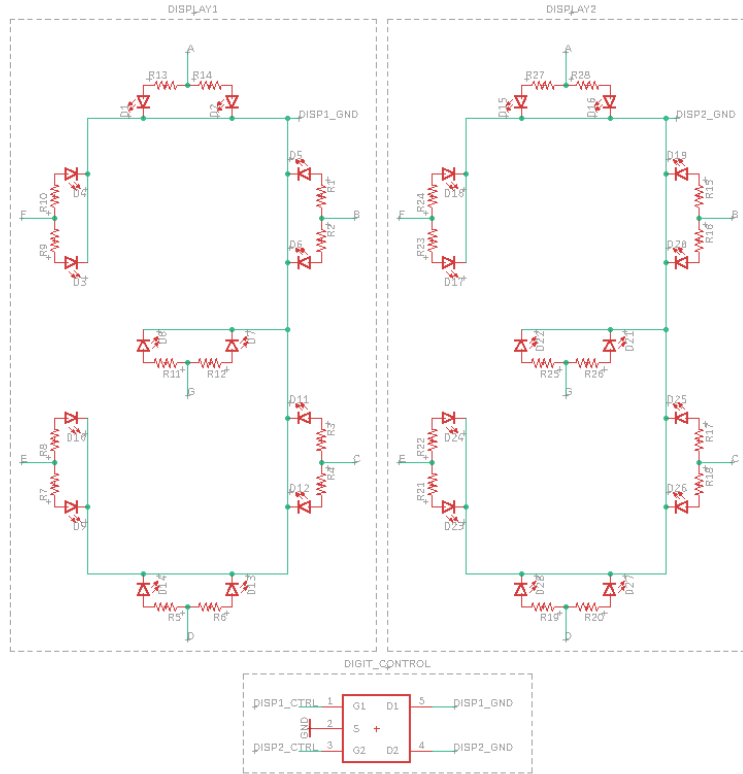 DISPLAY1 DISPLAY2
A A
R13 R14 R27 R28
D1 D2 D15 D16
DISP1_GND DISP2_GND
D5 D19
D4 R1 D18 R15
R10 R24
F B F B
R9 R2 R23 R16
D6 D20
D3 D17
D8 D7 D22 D21
R11 R12 R25 R26
G G
D11 D25
D10 R3 D24 R17
R8 R22
E C E C
R7 R4 R21 R18
D12 D26
D9 D23
D14 D13 D28 D27
R5 R6 R19 R20
D D
DIGIT_CONTROL
DISP1_CTRL 1 G1 D1 5 DISP1_GND
GND 2 S
DISP2_CTRL 3 G2 D2 4 DISP2_GND